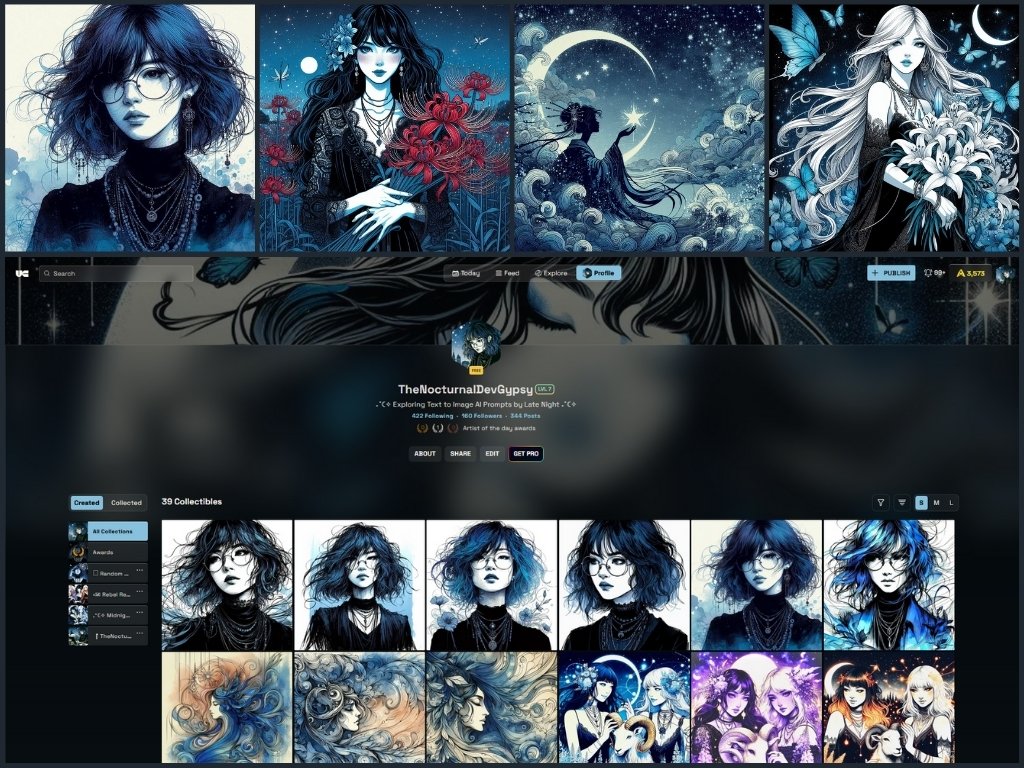 UC Search Today Feed Explore Profile + PUBLISH 99+ 3,573
FREE
TheNocturnalDevGypsy LVL 7
Exploring Text to Image AI Prompts by Late Night
422 Following · 160 Followers · 344 Posts
Artist of the day awards
ABOUT SHARE EDIT GET PRO
Created Collected 39 Collectibles S M L
All Collections
Awards
Random ...
Rebel Re...
Midnig...
TheNoctu...